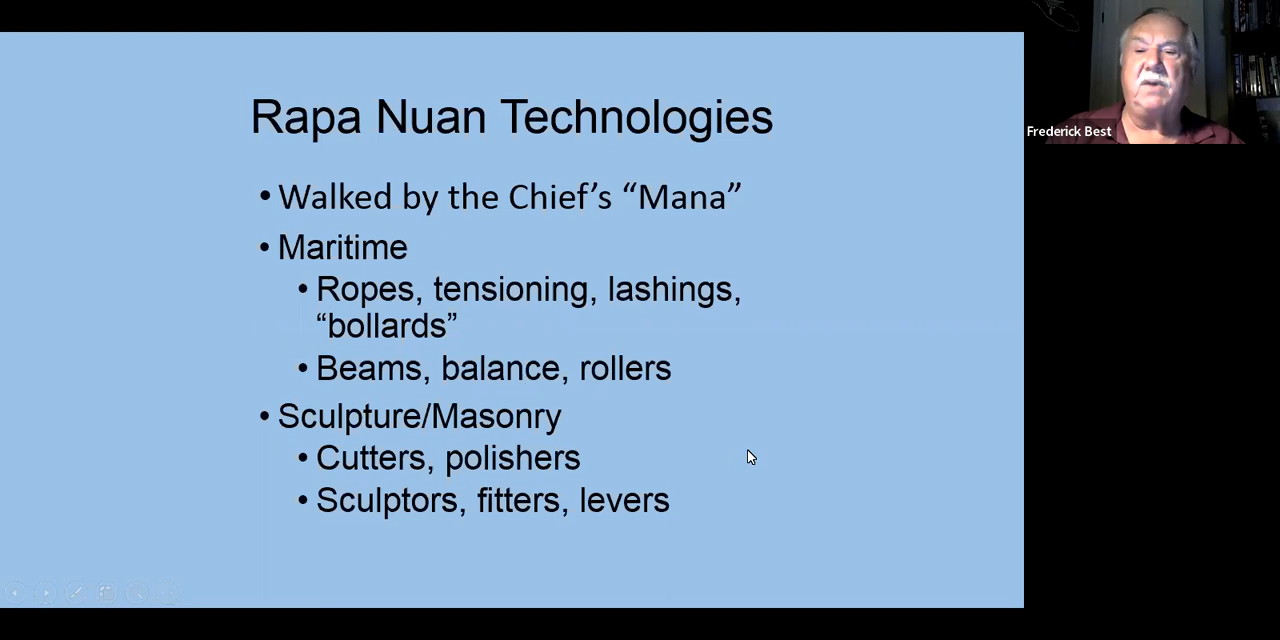 Rapa Nuan Technologies
• Walked by the Chief’s “Mana”
• Maritime
• Ropes, tensioning, lashings,
“bollards”
• Beams, balance, rollers
• Sculpture/Masonry
• Cutters, polishers
• Sculptors, fitters, levers
Frederick Best